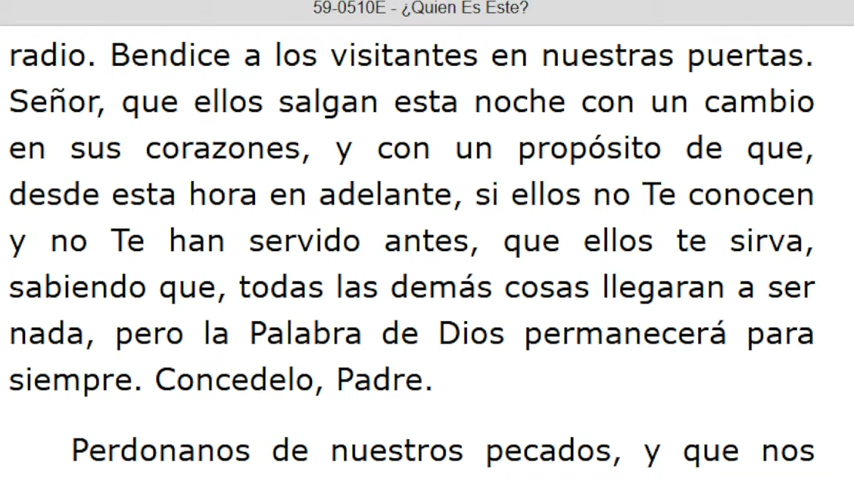 59-0510E - ¿Quien Es Este?
radio. Bendice a los visitantes en nuestras puertas.
Señor, que ellos salgan esta noche con un cambio
en sus corazones, y con un propósito de que,
desde esta hora en adelante, si ellos no Te conocen
y no Te han servido antes, que ellos te sirva,
sabiendo que, todas las demás cosas llegaran a ser
nada, pero la Palabra de Dios permanecerá para
siempre. Concedelo, Padre.
Perdonanos de nuestros pecados, y que nos